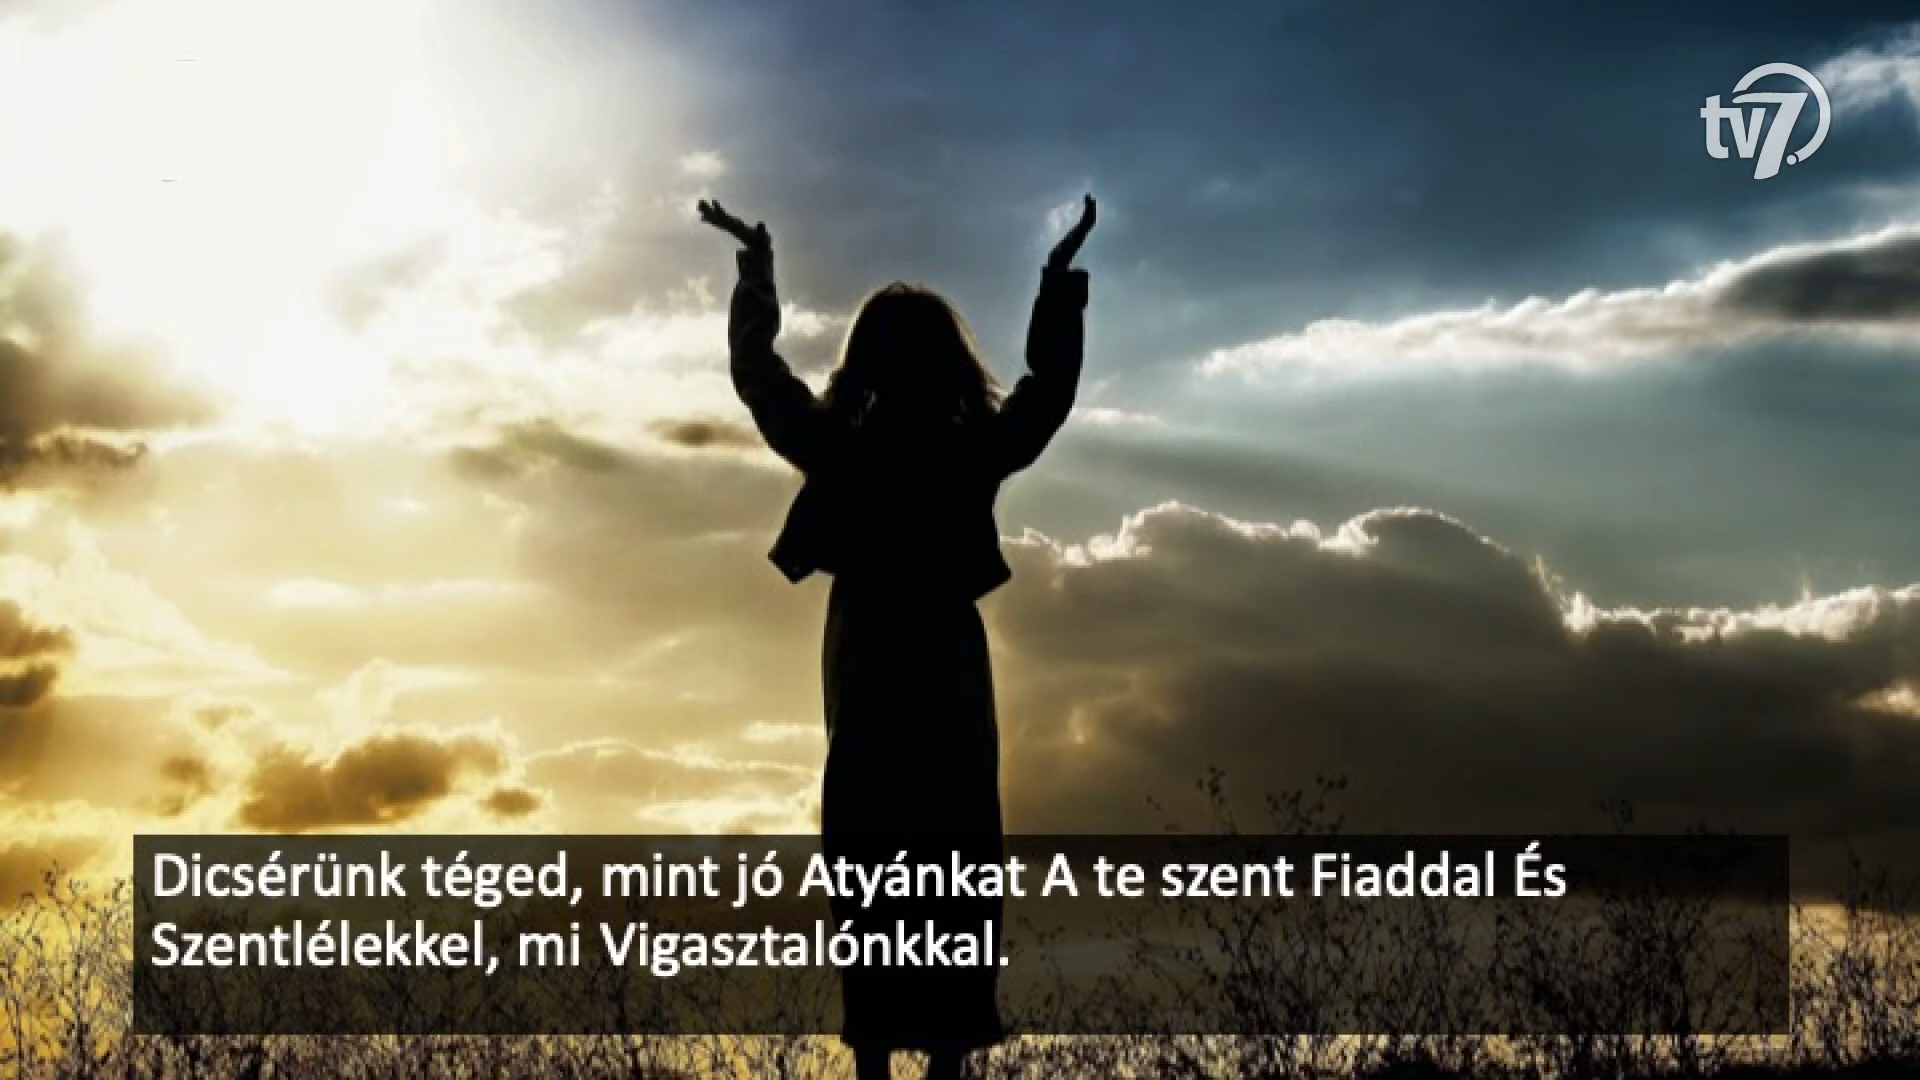 tv7
Dicsérünk téged, mint jó Atyánkat A te szent Fiaddal És
Szentlélekkel, mi Vigasztalónkkal.